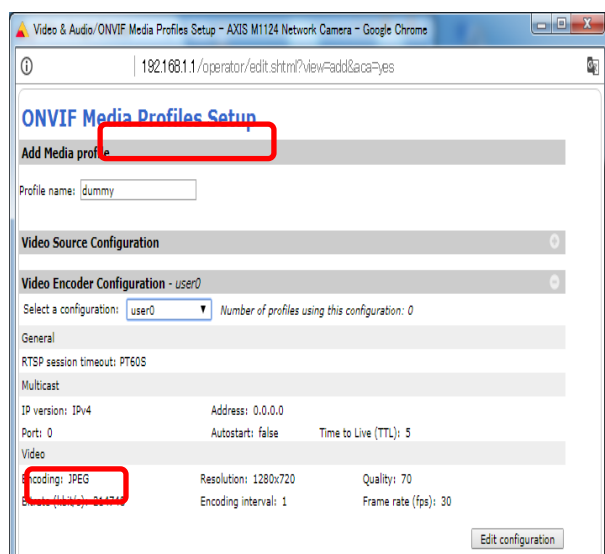 Video & Audio/ONVIF Media Profiles Setup - AXIS M1124 Network Camera - Google Chrome
192.168.1.1/operator/edit.shtml?view=add&aca=yes
ONVIF Media Profiles Setup
Add Media profile
Profile name: dummy
Video Source Configuration
Video Encoder Configuration - user0
Select a configuration: user0 Number of profiles using this configuration: 0
General
RTSP session timeout: PT60S
Multicast
IP version: IPv4 Address: 0.0.0.0
Port: 0 Autostart: false Time to Live (TTL): 5
Video
Encoding: JPEG Resolution: 1280x720 Quality: 70
Bitrate (kbit/s): Encoding interval: 1 Frame rate (fps): 30
Edit configuration